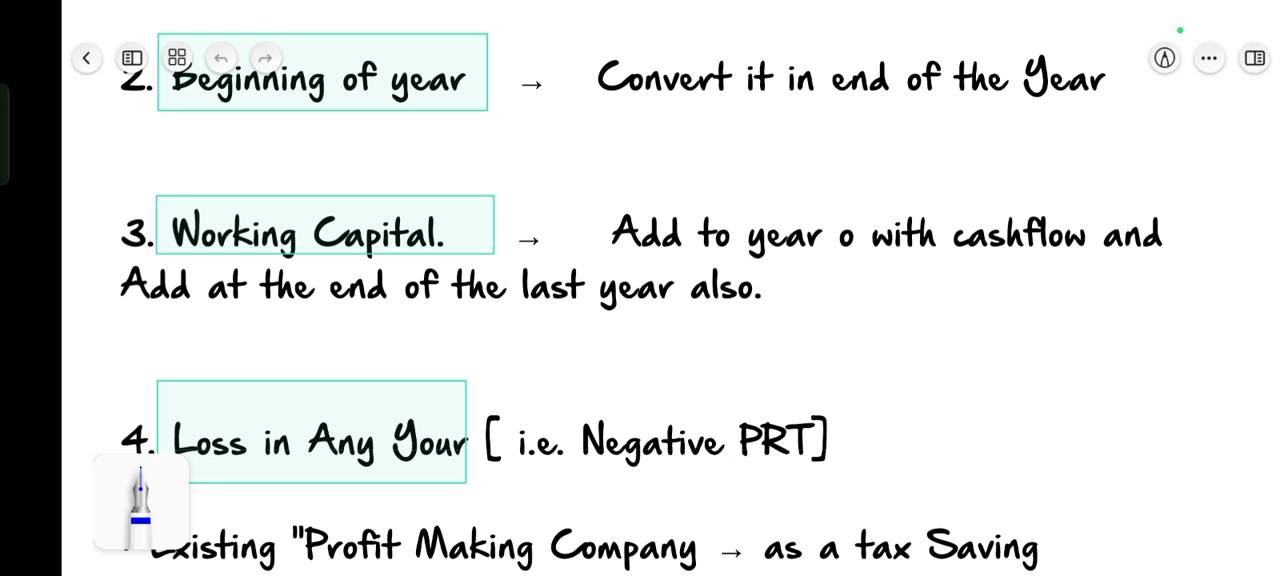 2. Beginning of year → Convert it in end of the Year
3. Working Capital. → Add to year 0 with cashflow and
Add at the end of the last year also.
4. Loss in Any Your [ i.e. Negative PRT]
Existing "Profit Making Company → as a tax Saving